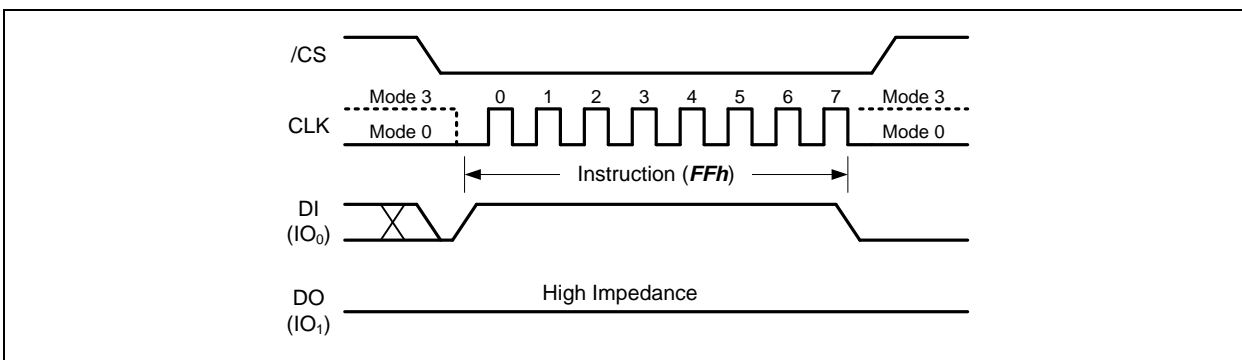 /CS
Mode 3 0 1 2 3 4 5 6 7 Mode 3
CLK
Mode 0 Mode 0
Instruction (FFh)
DI
(IO0)
High Impedance
DO
(IO1)